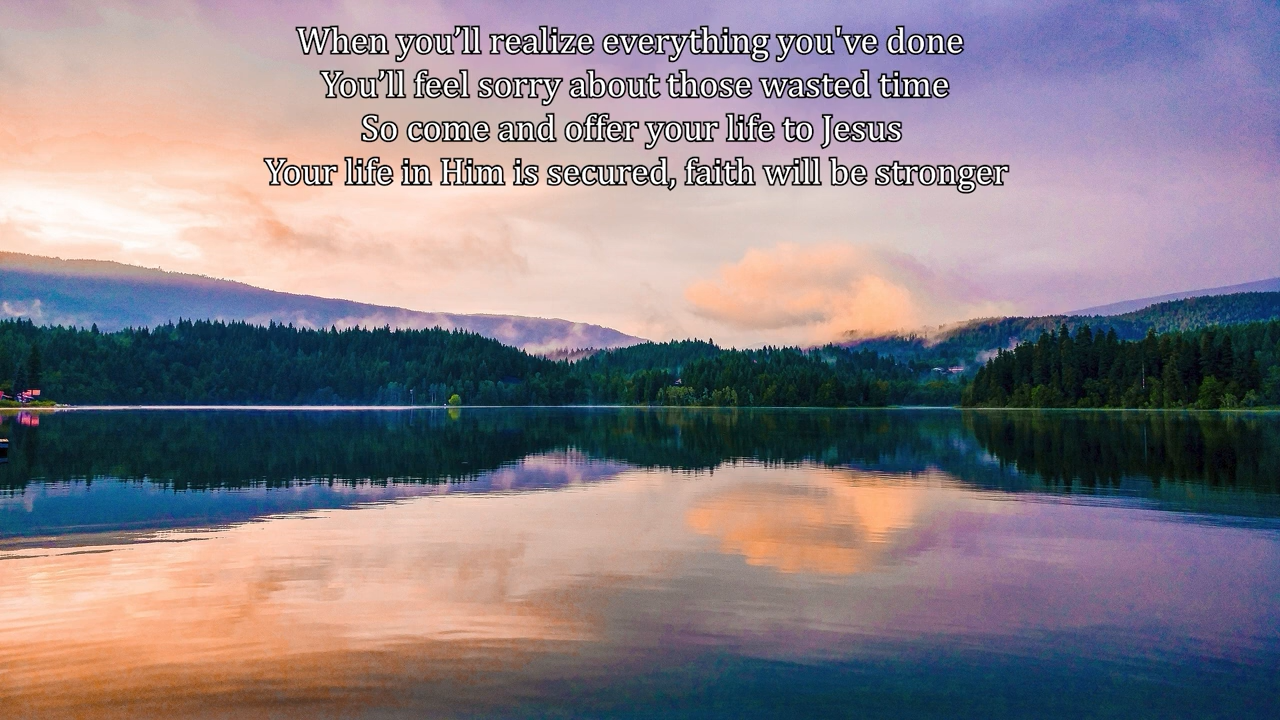 When you’ll realize everything you've done
You’ll feel sorry about those wasted time
So come and offer your life to Jesus
Your life in Him is secured, faith will be stronger